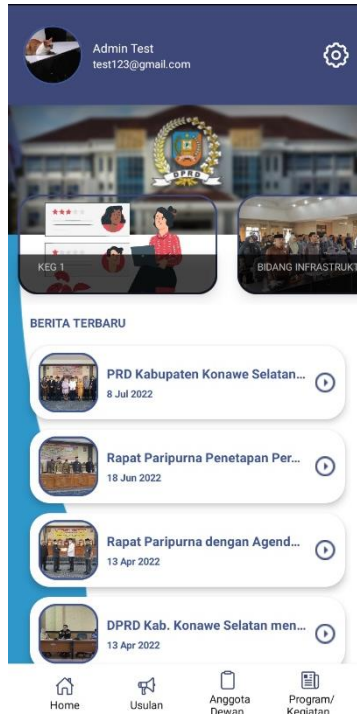 Admin Test
test123@gmail.com
DPRD
KEG 1
BIDANG INFRASTRUKT
BERITA TERBARU
PRD Kabupaten Konawe Selatan...
8 Jul 2022
Rapat Paripurna Penetapan Per...
18 Jun 2022
Rapat Paripurna dengan Agend...
13 Apr 2022
DPRD Kab. Konawe Selatan men...
13 Apr 2022
Home
Usulan
Anggota
Dewan
Program/
Kegiatan